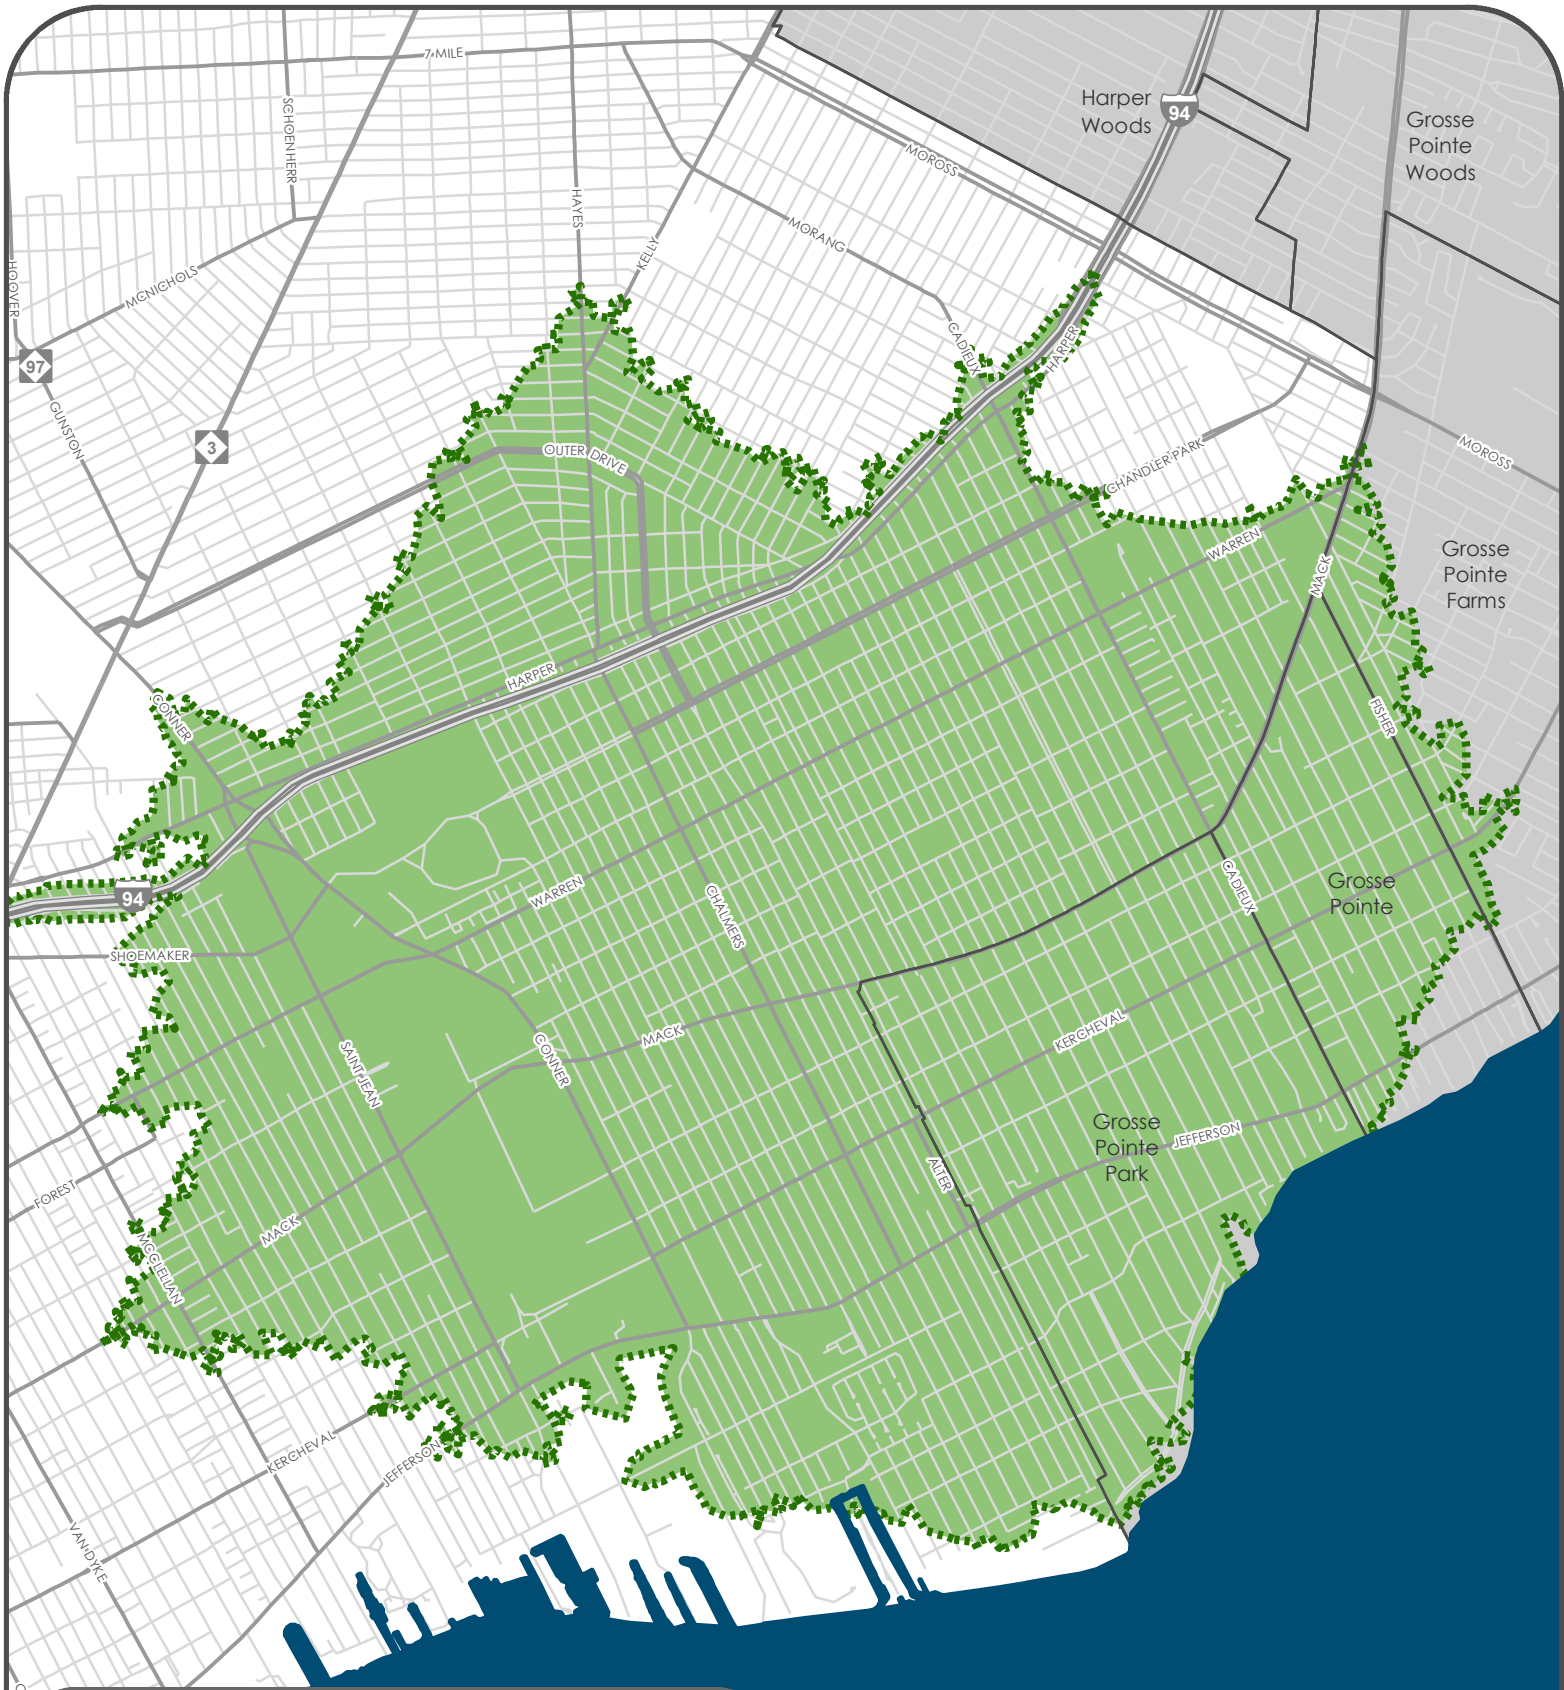 7 MILE
SCHOENHERR
HAYES
KELLY
MOROSS
Harper
Woods
94
Grosse
Pointe
Woods
MORANG
HOOVER
MCNICHOLS
97
GUNSTON
3
CADIEUX
HARPER
OUTER DRIVE
CHANDLER PARK
MOROSS
WARREN
MACK
Grosse
Pointe
Farms
CONNER
HARPER
FISHER
94
WARREN
CHALMERS
CADIEUX
Grosse
Pointe
SHOEMAKER
SAINT JEAN
CONNER
MACK
KERCHEVAL
Grosse
Pointe
Park
JEFFERSON
ALTER
FOREST
MACK
MCCLELLAN
KERCHEVAL
JEFFERSON
VAN DYKE